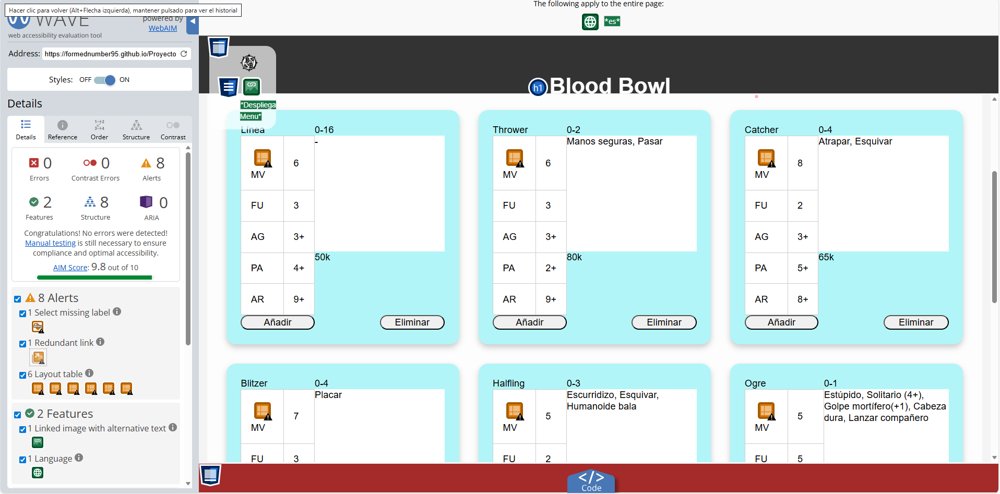 Hacer clic para volver (Alt+Flecha izquierda), mantener pulsado para ver el historial
WAVE
powered by
WebAIM
web accessibility evaluation tool
Address: https://formednumber95.github.io/Proyecto
Styles: OFF ON
Details
Details Reference Order Structure Contrast
0 0 8
Errors Contrast Errors Alerts
2 8 0
Features Structure ARIA
Congratulations! No errors were detected!
Manual testing is still necessary to ensure
compliance and optimal accessibility.
AIM Score: 9.8 out of 10
8 Alerts
1 Select missing label
1 Redundant link
6 Layout table
2 Features
1 Linked image with alternative text
1 Language
The following apply to the entire page:
*es*
h1 Blood Bowl
*Despliega
Menu*
Línea 0-16
-
MV 6
FU 3
AG 3+
50k
PA 4+
AR 9+
Añadir Eliminar
Thrower 0-2
Manos seguras, Pasar
MV 6
FU 3
AG 3+
80k
PA 2+
AR 9+
Añadir Eliminar
Catcher 0-4
Atrapar, Esquivar
MV 8
FU 2
AG 3+
65k
PA 5+
AR 8+
Añadir Eliminar
Blitzer 0-4
Placar
MV 7
FU 3
Halfling 0-3
Escurridizo, Esquivar,
Humanoide bala
MV 5
FU 2
Ogre 0-1
Estúpido, Solitario (4+),
Golpe mortífero(+1), Cabeza
dura, Lanzar compañero
MV 5
FU 5
</>
Code